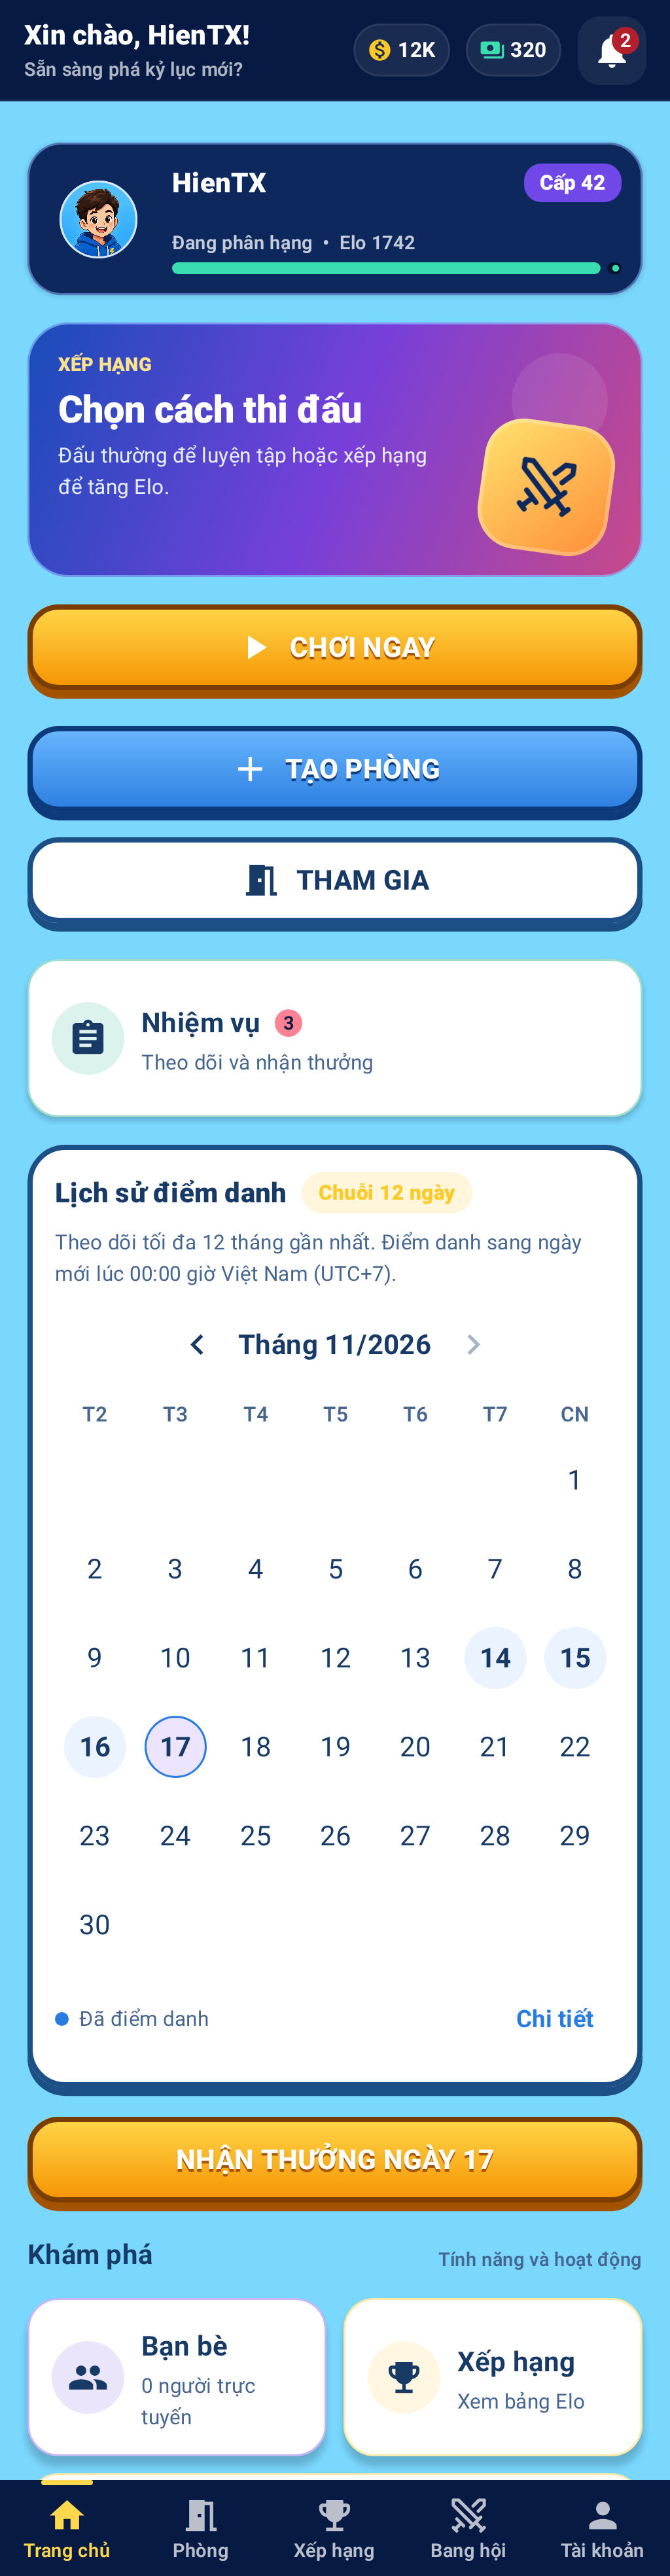 Xin chào, HienTX!
Sẵn sàng phá kỷ lục mới?
12K
320
2
HienTX
Cấp 42
Đang phân hạng • Elo 1742
XẾP HẠNG
Chọn cách thi đấu
Đấu thường để luyện tập hoặc xếp hạng
để tăng Elo.
CHƠI NGAY
TẠO PHÒNG
THAM GIA
Nhiệm vụ 3
Theo dõi và nhận thưởng
Lịch sử điểm danh
Chuỗi 12 ngày
Theo dõi tối đa 12 tháng gần nhất. Điểm danh sang ngày
mới lúc 00:00 giờ Việt Nam (UTC+7).
Tháng 11/2026
T2 T3 T4 T5 T6 T7 CN
1
2 3 4 5 6 7 8
9 10 11 12 13 14 15
16 17 18 19 20 21 22
23 24 25 26 27 28 29
30
Đã điểm danh
Chi tiết
NHẬN THƯỞNG NGÀY 17
Khám phá
Tính năng và hoạt động
Bạn bè
0 người trực
tuyến
Xếp hạng
Xem bảng Elo
Trang chủ
Phòng
Xếp hạng
Bang hội
Tài khoản